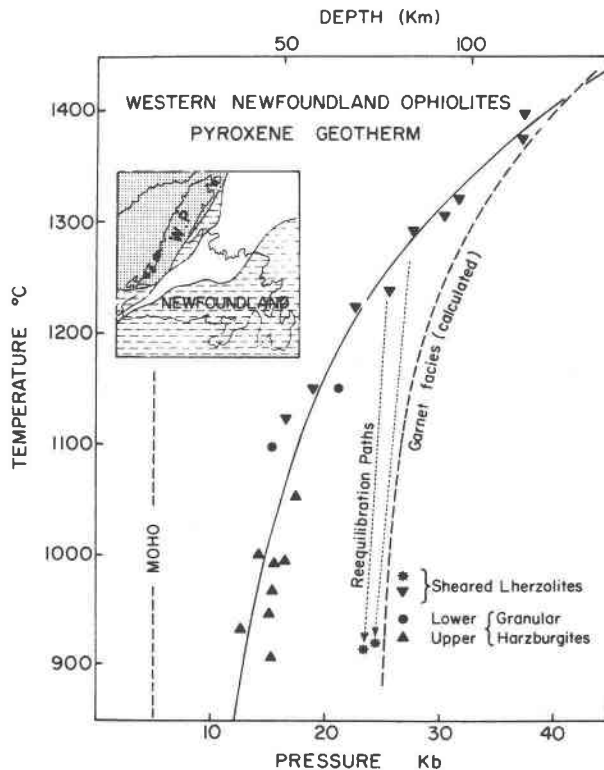 DEPTH (Km)
50 100
WESTERN NEWFOUNDLAND OPHIOLITES
PYROXENE GEOTHERM
1400
1300
1200
1100
1000
900
TEMPERATURE °C
W P
NEWFOUNDLAND
MOHO
Reequilibration Paths
Garnet facies (calculated)
Sheared Lherzolites
Lower Granular
Upper Harzburgites
10 20 30 40
PRESSURE Kb